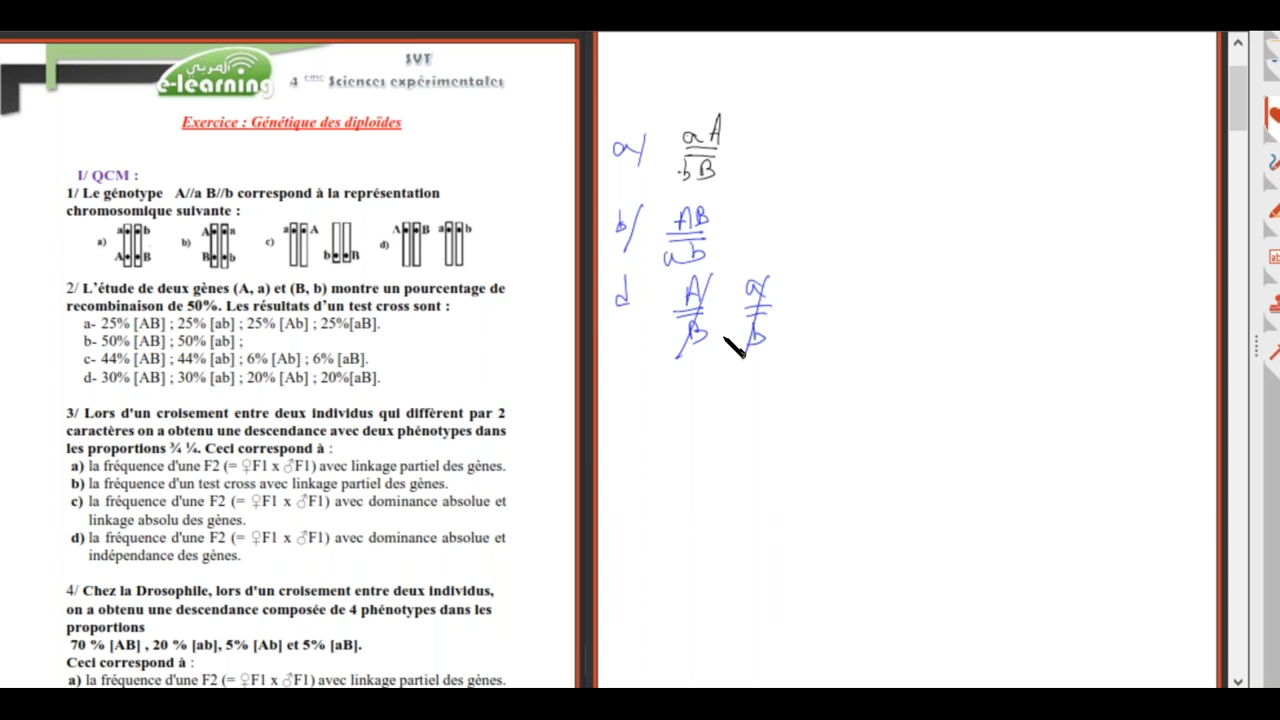 العربي
e-learning
SVT
4 ème Sciences expérimentales
Exercice : Génétique des diploïdes
I/ QCM :
1/ Le génotype A//a B//b correspond à la représentation
chromosomique suivante :
a) a b A B b) A a B b c) a A b B d) A B a b
2/ L'étude de deux gènes (A, a) et (B, b) montre un pourcentage de
recombinaison de 50%. Les résultats d'un test cross sont :
a- 25% [AB] ; 25% [ab] ; 25% [Ab] ; 25%[aB].
b- 50% [AB] ; 50% [ab] ;
c- 44% [AB] ; 44% [ab] ; 6% [Ab] ; 6% [aB].
d- 30% [AB] ; 30% [ab] ; 20% [Ab] ; 20%[aB].
3/ Lors d'un croisement entre deux individus qui diffèrent par 2
caractères on a obtenu une descendance avec deux phénotypes dans
les proportions ¾ ¼. Ceci correspond à :
a) la fréquence d'une F2 (= ♀F1 x ♂F1) avec linkage partiel des gènes.
b) la fréquence d'un test cross avec linkage partiel des gènes.
c) la fréquence d'une F2 (= ♀F1 x ♂F1) avec dominance absolue et
linkage absolu des gènes.
d) la fréquence d'une F2 (= ♀F1 x ♂F1) avec dominance absolue et
indépendance des gènes.
4/ Chez la Drosophile, lors d'un croisement entre deux individus,
on a obtenu une descendance composée de 4 phénotypes dans les
proportions
70 % [AB] , 20 % [ab], 5% [Ab] et 5% [aB].
Ceci correspond à :
a) la fréquence d'une F2 (= ♀F1 x ♂F1) avec linkage partiel des gènes.
a) aA
bB
b/ AB
ab
d A a
B b